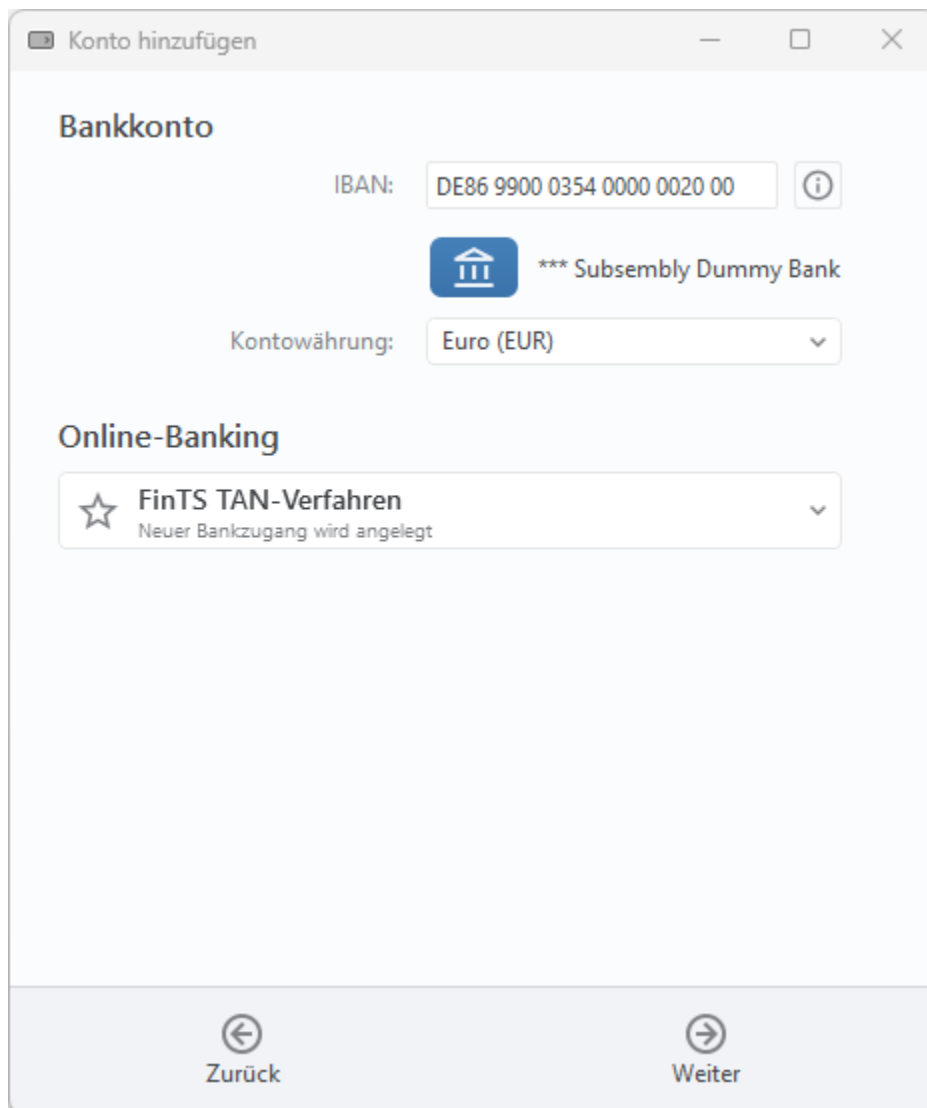 Konto hinzufügen
Bankkonto
IBAN: DE86 9900 0354 0000 0020 00
*** Subsembly Dummy Bank
Kontowährung: Euro (EUR)
Online-Banking
FinTS TAN-Verfahren
Neuer Bankzugang wird angelegt
Zurück Weiter